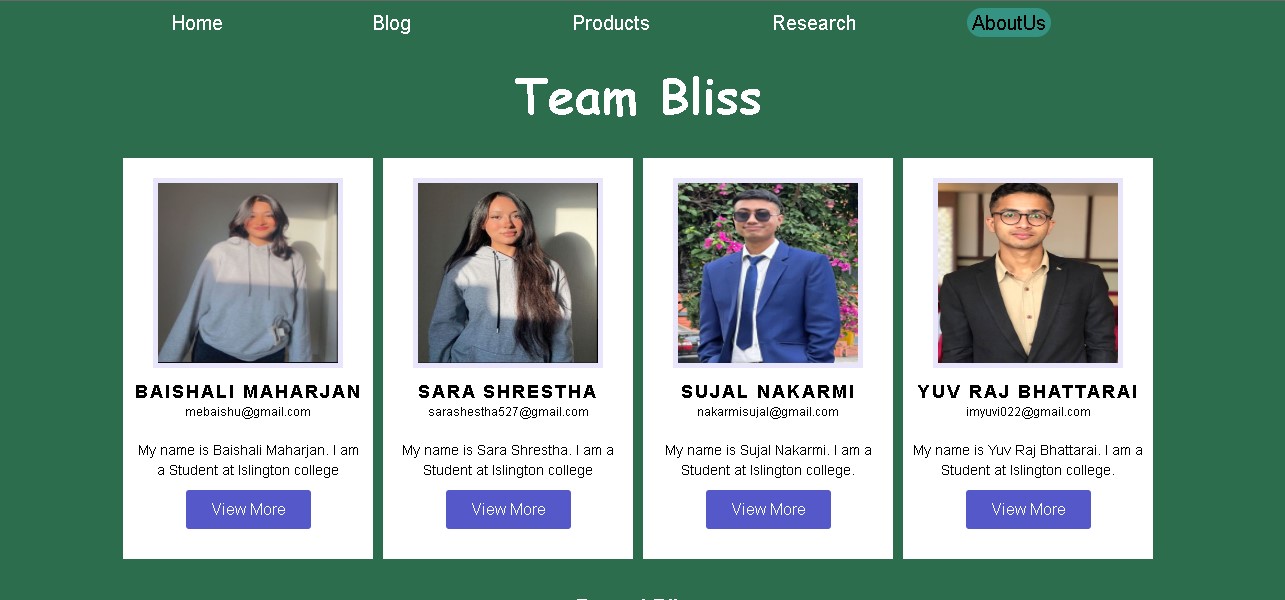 Home Blog Products Research AboutUs
Team Bliss
BAISHALI MAHARJAN
mebaishu@gmail.com
My name is Baishali Maharjan. I am
a Student at Islington college
View More
SARA SHRESTHA
sarashestha527@gmail.com
My name is Sara Shrestha. I am a
Student at Islington college
View More
SUJAL NAKARMI
nakarmisujal@gmail.com
My name is Sujal Nakarmi. I am a
Student at Islington college.
View More
YUV RAJ BHATTARAI
imyuvi022@gmail.com
My name is Yuv Raj Bhattarai. I am a
Student at Islington college.
View More